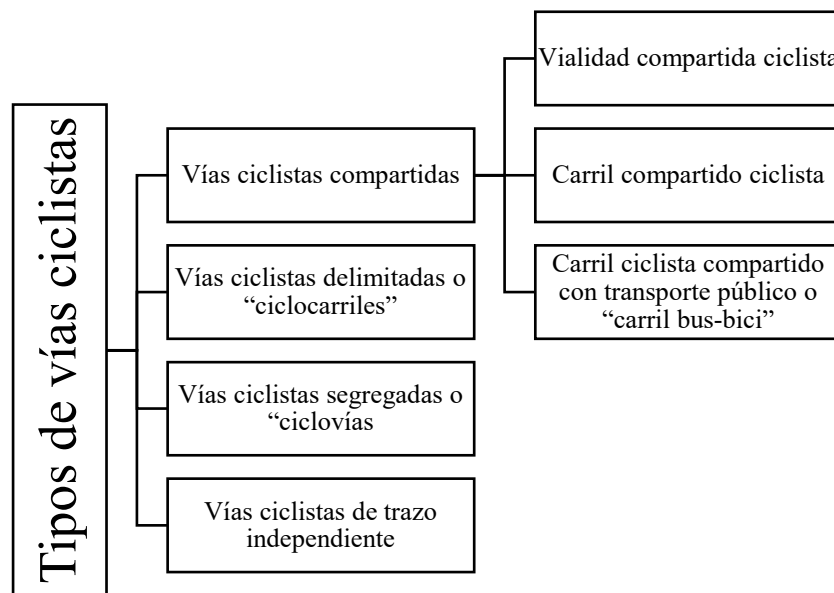 Tipos de vías ciclistas
Vías ciclistas compartidas
Vialidad compartida ciclista
Carril compartido ciclista
Carril ciclista compartido
con transporte público o
“carril bus-bici”
Vías ciclistas delimitadas o
“ciclocarriles”
Vías ciclistas segregadas o
“ciclovías
Vías ciclistas de trazo
independiente